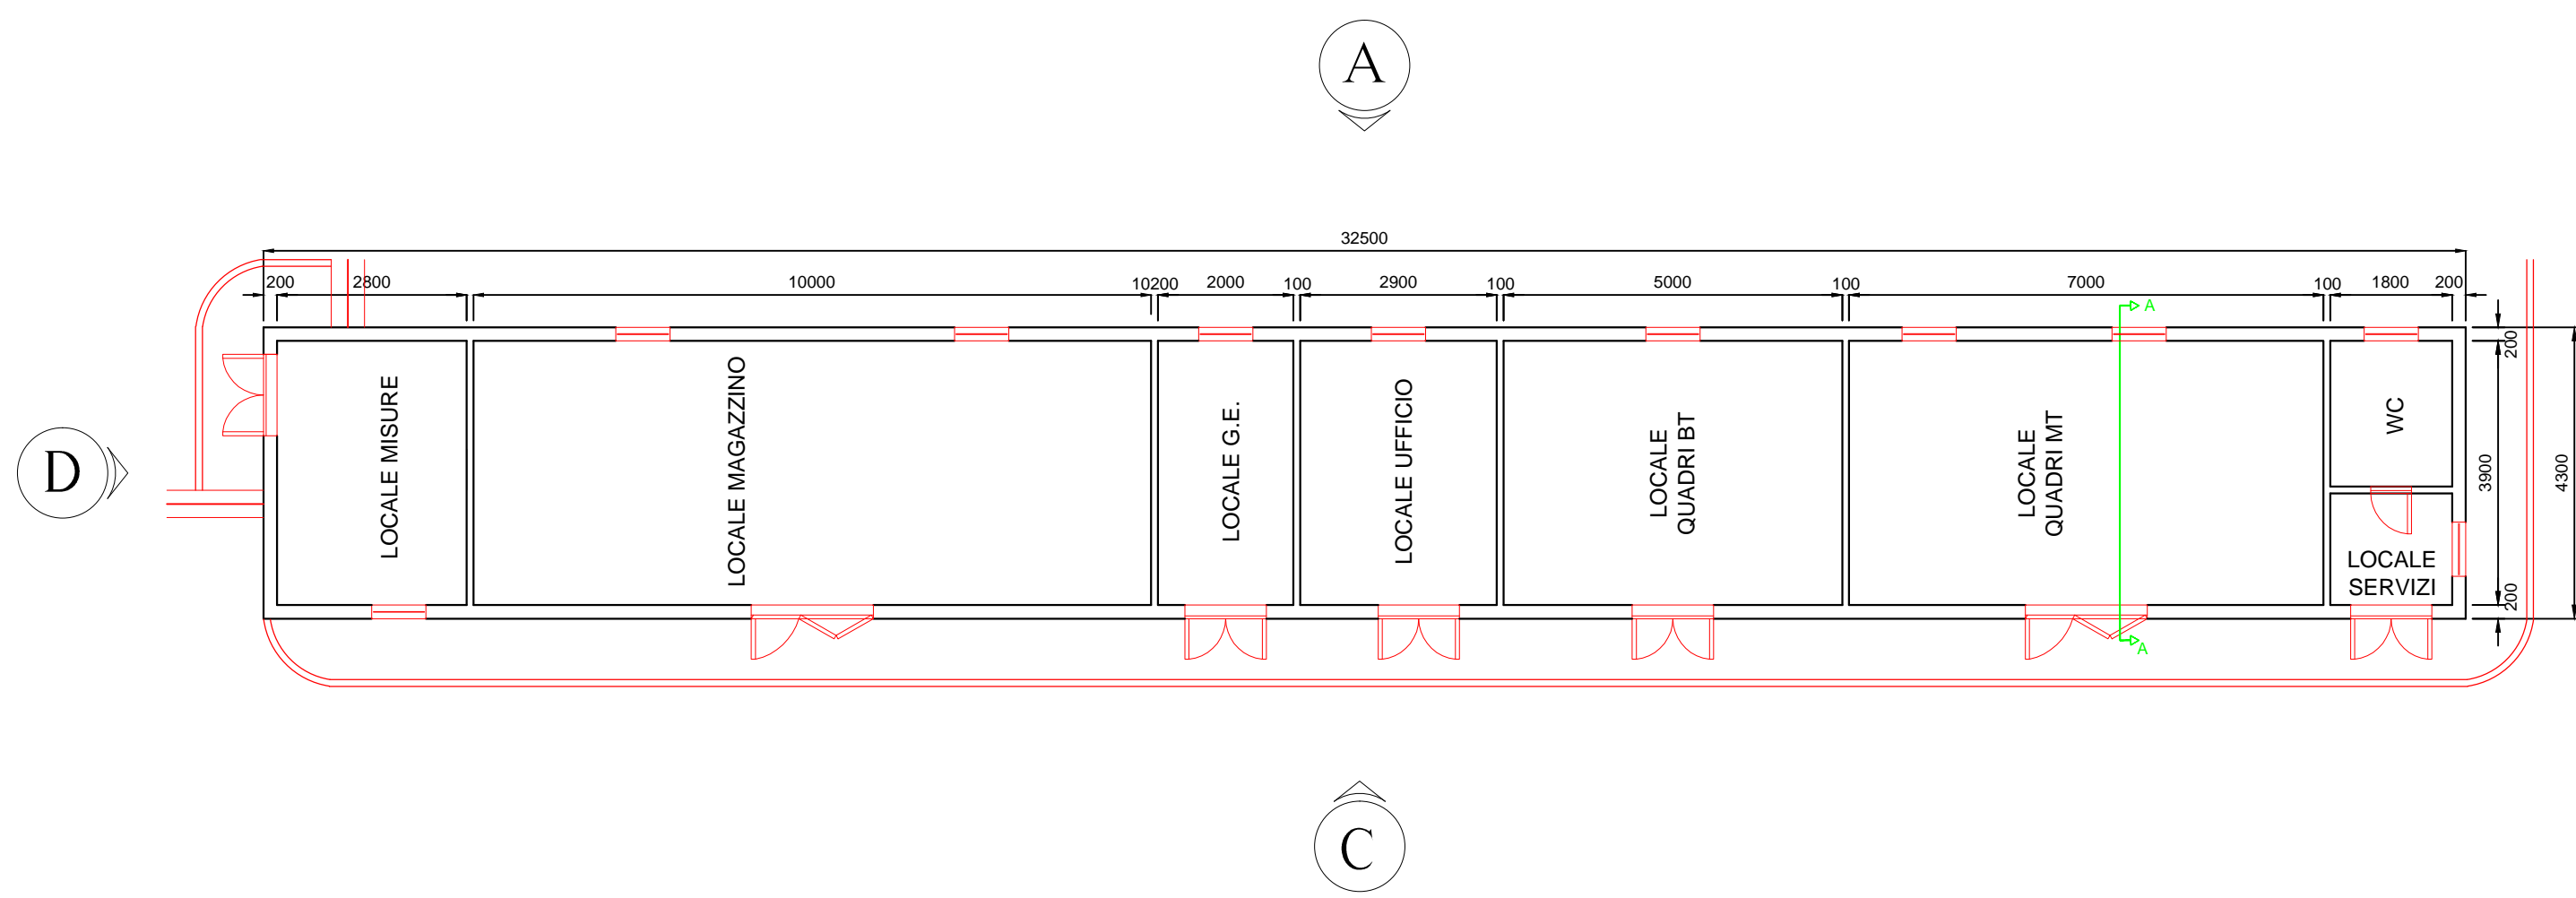 A
32500
200
2800
10000
10200
2000
100
2900
100
5000
100
7000
100
1800
200
A
200
LOCALE MISURE
LOCALE MAGAZZINO
LOCALE G.E.
LOCALE UFFICIO
LOCALE
QUADRI BT
LOCALE
QUADRI MT
WC
D
3900
4300
LOCALE
SERVIZI
200
A
C